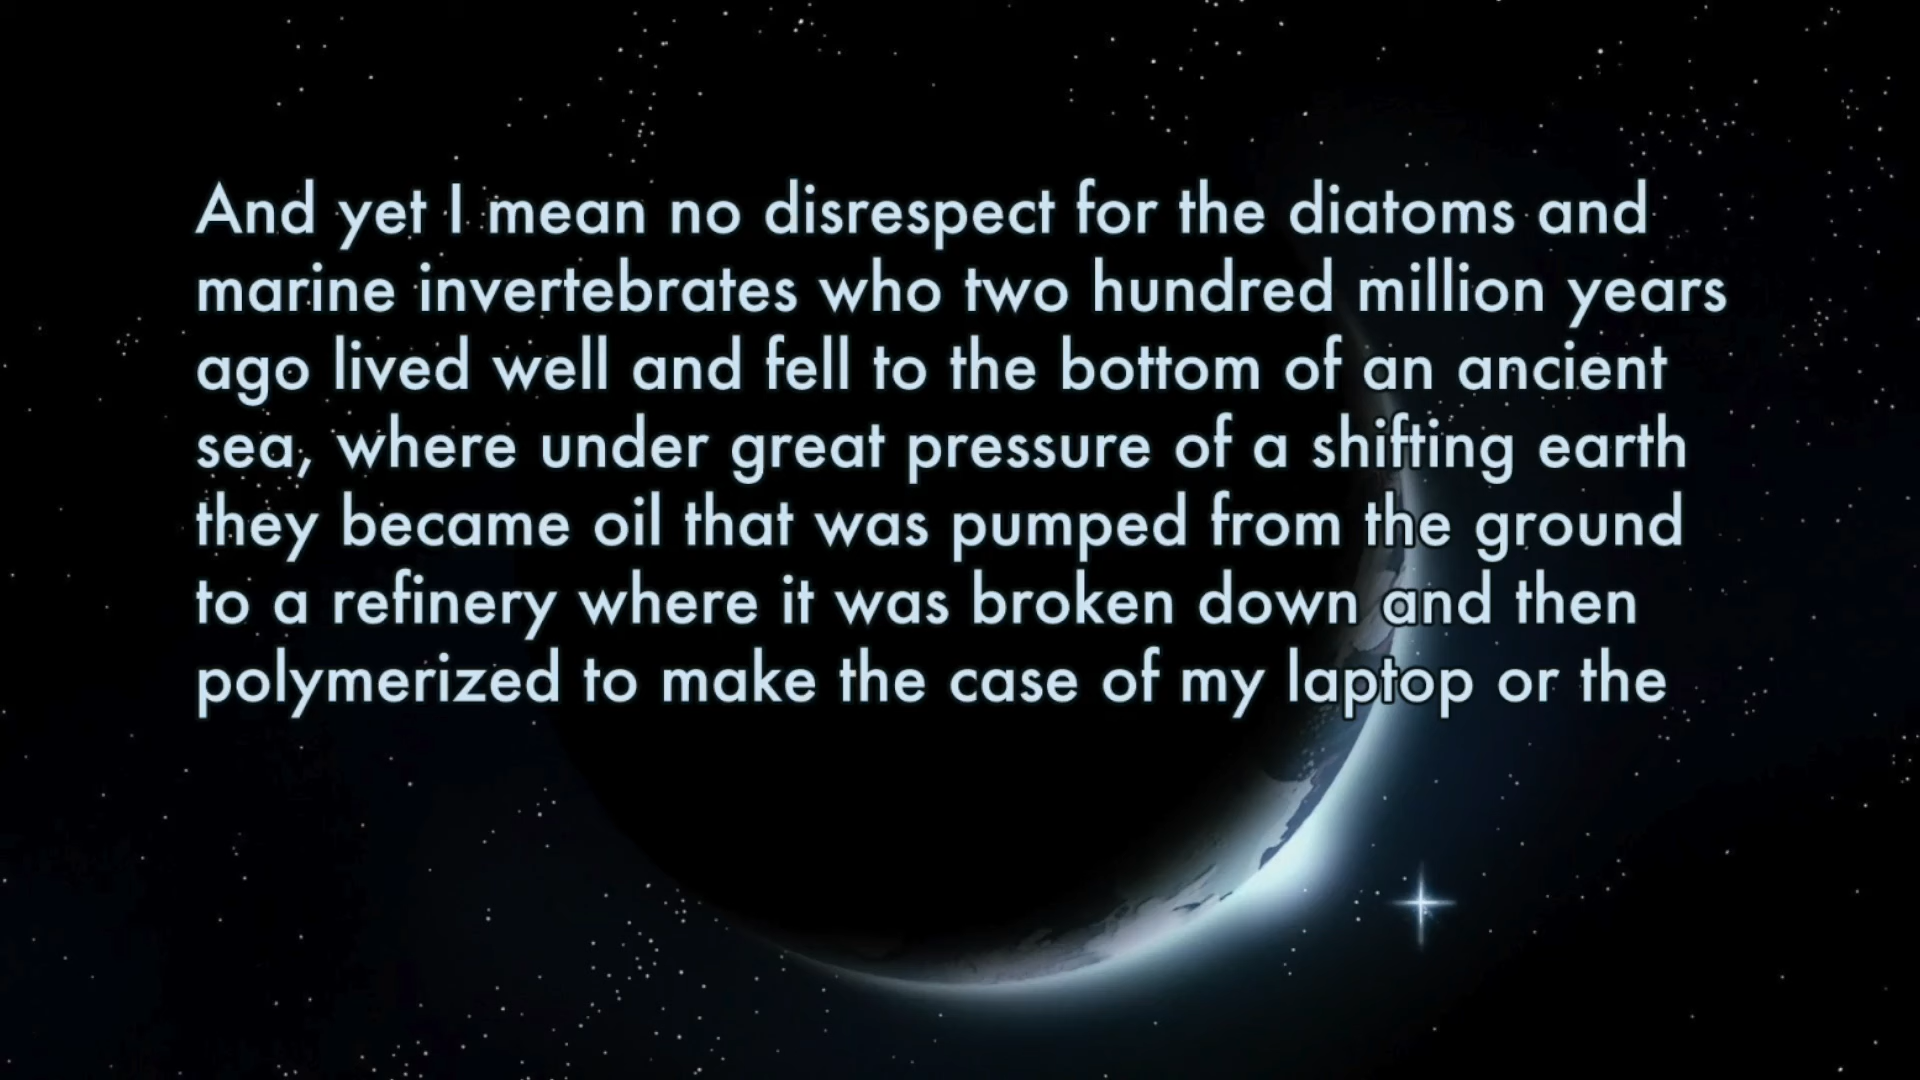 And yet I mean no disrespect for the diatoms and
marine invertebrates who two hundred million years
ago lived well and fell to the bottom of an ancient
sea, where under great pressure of a shifting earth
they became oil that was pumped from the ground
to a refinery where it was broken down and then
polymerized to make the case of my laptop or the